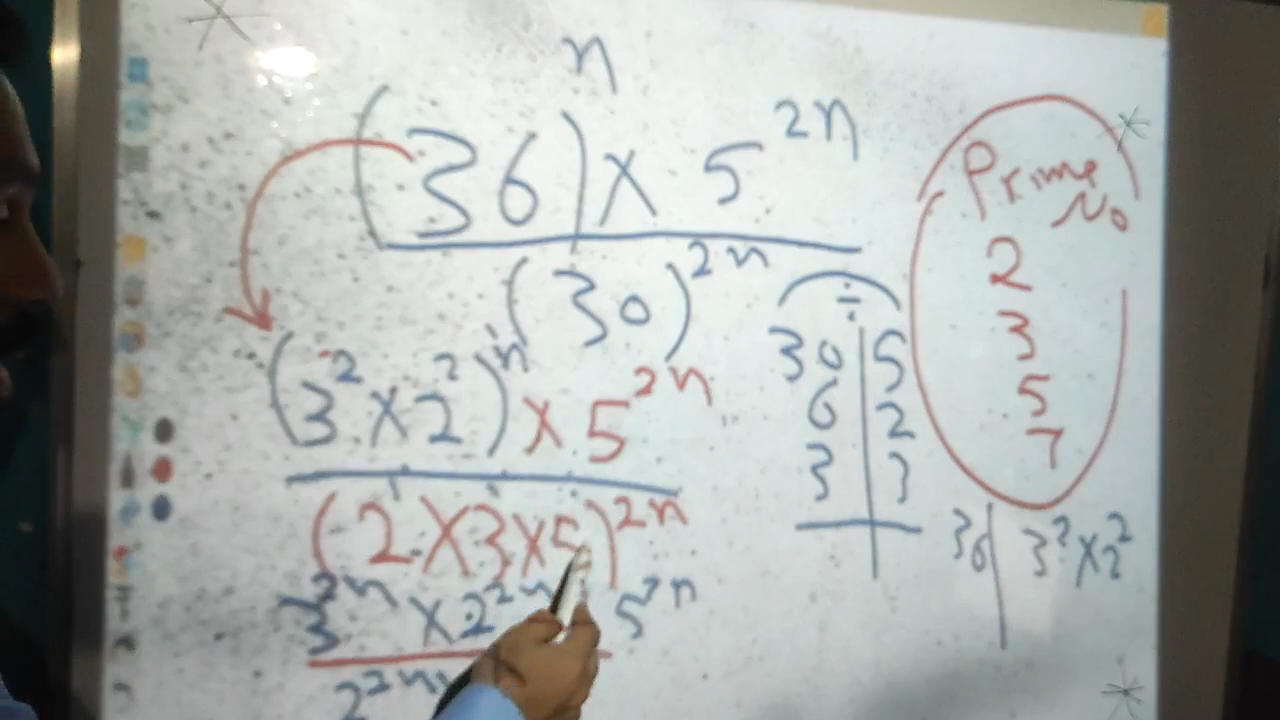 (36)ⁿ × 5²ⁿ
(30)²ⁿ
(3² × 2²)ⁿ × 5²ⁿ
(2 × 3 × 5)²ⁿ
3²ⁿ × 2²ⁿ 5²ⁿ
2²ⁿ
÷
30 | 5
6 | 2
3 | 3
Prime
No
2
3
5
7
36 | 3² × 2²